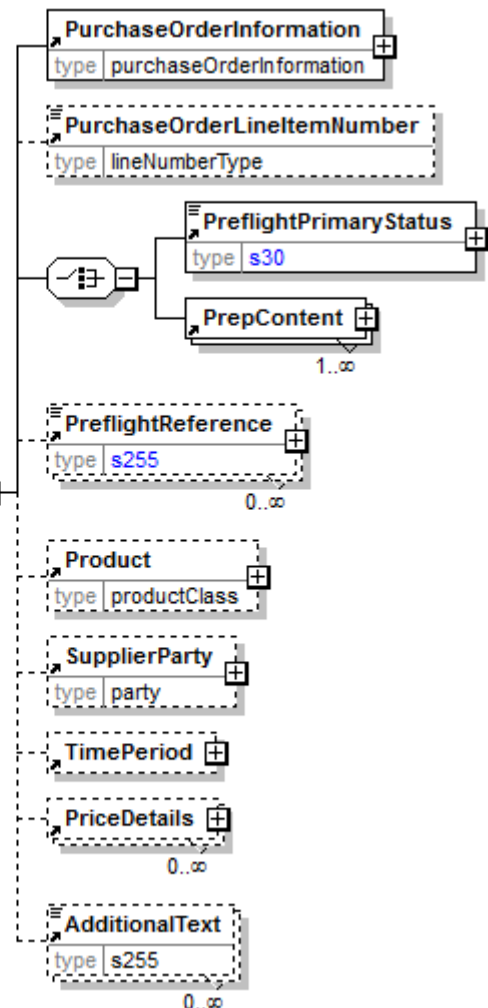 PurchaseOrderInformation
type purchaseOrderInformation
PurchaseOrderLineItemNumber
type lineNumberType
PreflightPrimaryStatus
type s30
PrepContent
1..∞
PreflightReference
type s255
0..∞
Product
type productClass
SupplierParty
type party
TimePeriod
PriceDetails
0..∞
AdditionalText
type s255
0..∞